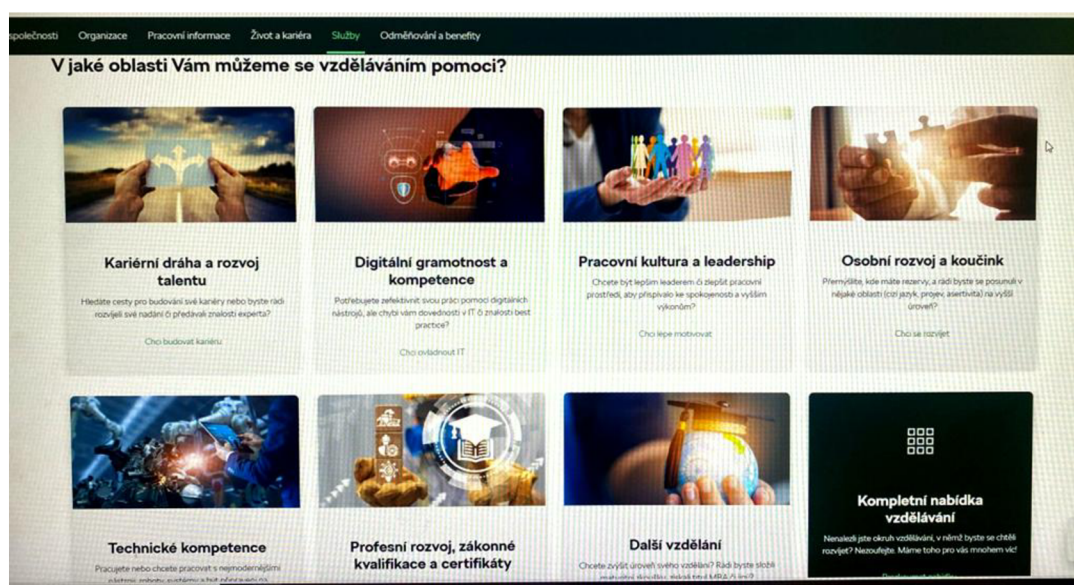 společnosti Organizace Pracovní informace Život a kariéra Služby Odměňování a benefity
V jaké oblasti Vám můžeme se vzděláváním pomoci?
Kariérní dráha a rozvoj
talentu
Hledáte cesty pro budování své kariéry nebo byste rádi
rozvíjeli své nadání či předávali znalosti experta?
Chci budovat kariéru
Digitální gramotnost a
kompetence
Potřebujete zefektivnit svou práci pomocí digitálních
nástrojů, ale chybí vám dovednosti v IT či znalosti best
practice?
Chci ovládnout IT
Pracovní kultura a leadership
Chcete být lepším leaderem či zlepšit pracovní
prostředí, aby přispívalo ke spokojenosti a vyšším
výkonům?
Chci lépe motivovat
Osobní rozvoj a koučink
Přemýšlíte, kde máte rezervy, a rádi byste se posunuli v
nějaké oblasti (cizí jazyk, projev, asertivita) na vyšší
úroveň?
Chci se rozvíjet
Technické kompetence
Pracujete nebo chcete pracovat s nejmodernějšími
Profesní rozvoj, zákonné
kvalifikace a certifikáty
Další vzdělání
Chcete zvýšit úroveň svého vzdělání? Rádi byste složili
Kompletní nabídka
vzdělávání
Nenalezli jste okruh vzdělávání, v němž byste se chtěli
rozvíjet? Nezoufejte. Máme toho pro vás mnohem víc!